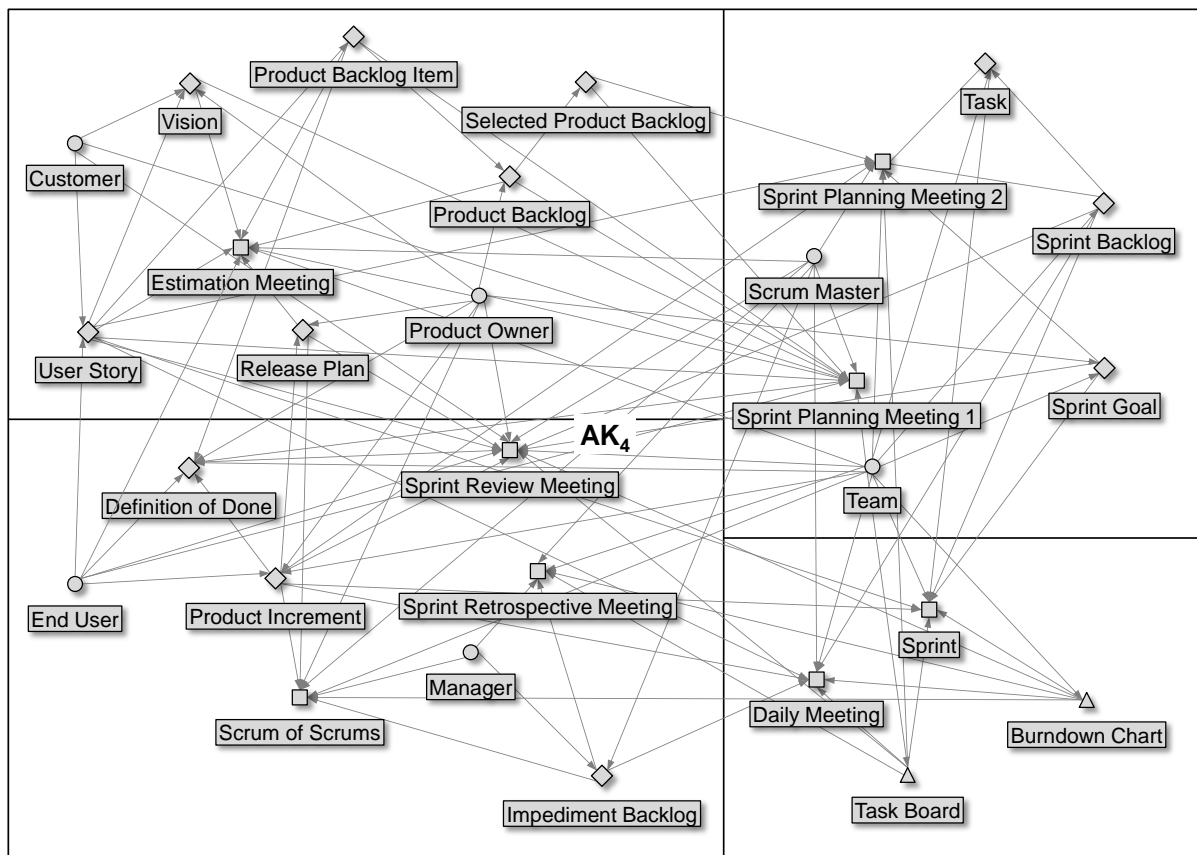 Product Backlog Item
Task
Vision
Selected Product Backlog
Customer
Sprint Planning Meeting 2
Product Backlog
Sprint Backlog
Estimation Meeting
Scrum Master
Product Owner
User Story
Release Plan
Sprint Planning Meeting 1
Sprint Goal
AK4
Sprint Review Meeting
Definition of Done
Team
End User
Product Increment
Sprint Retrospective Meeting
Sprint
Manager
Scrum of Scrums
Daily Meeting
Burndown Chart
Impediment Backlog
Task Board